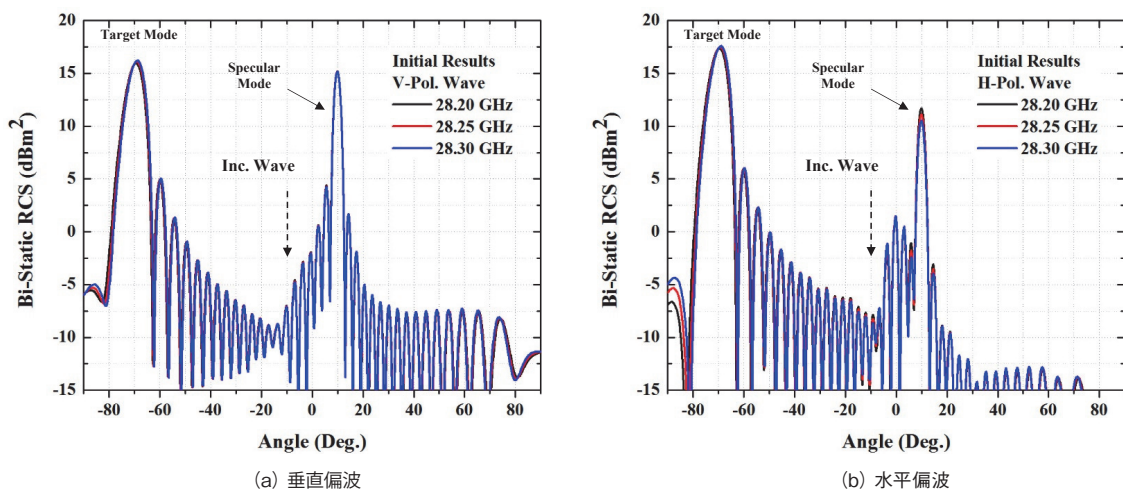 Target Mode
Specular
Mode
Initial Results
V-Pol. Wave
28.20 GHz
28.25 GHz
28.30 GHz
Inc. Wave
Bi-Static RCS (dBm²)
20
15
10
5
0
-5
-10
-15
-80 -60 -40 -20 0 20 40 60 80
Angle (Deg.)
(a) 垂直偏波
Target Mode
Specular
Mode
Initial Results
H-Pol. Wave
28.20 GHz
28.25 GHz
28.30 GHz
Inc. Wave
Bi-Static RCS (dBm²)
20
15
10
5
0
-5
-10
-15
-80 -60 -40 -20 0 20 40 60 80
Angle (Deg.)
(b) 水平偏波